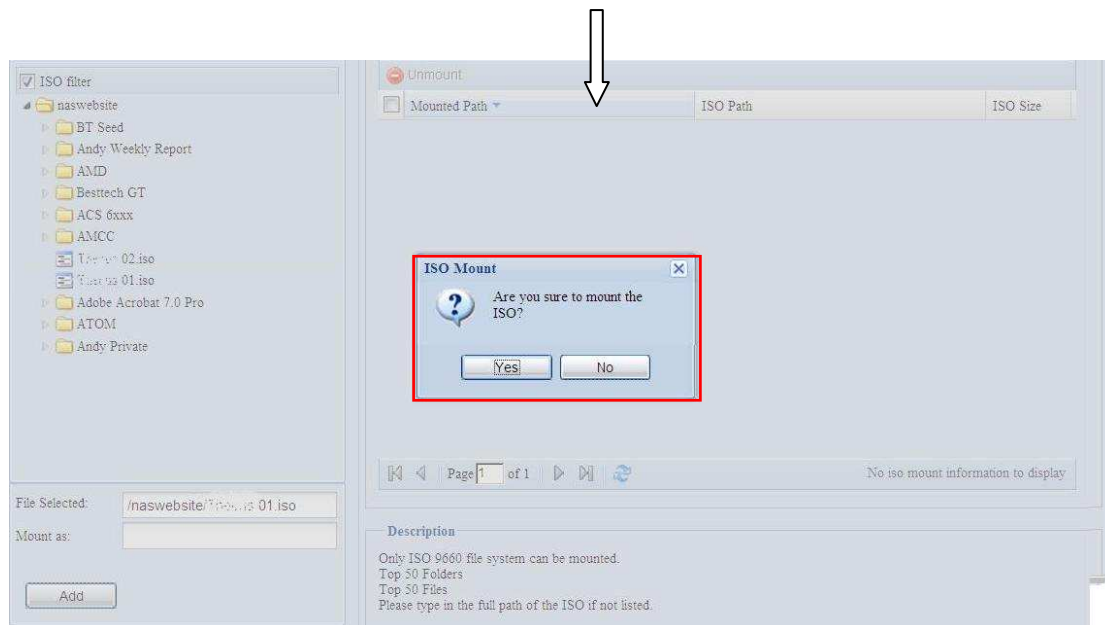 ISO filter
naswebsite
BT Seed
Andy Weekly Report
AMD
Besttech GT
ACS 6xxx
AMCC
02.iso
01.iso
Adobe Acrobat 7.0 Pro
ATOM
Andy Private
File Selected: /naswebsite/ 01.iso
Mount as:
Add
Unmount
Mounted Path ISO Path ISO Size
ISO Mount
Are you sure to mount the
ISO?
Yes No
Page 1 of 1 No iso mount information to display
Description
Only ISO 9660 file system can be mounted.
Top 50 Folders
Top 50 Files
Please type in the full path of the ISO if not listed.